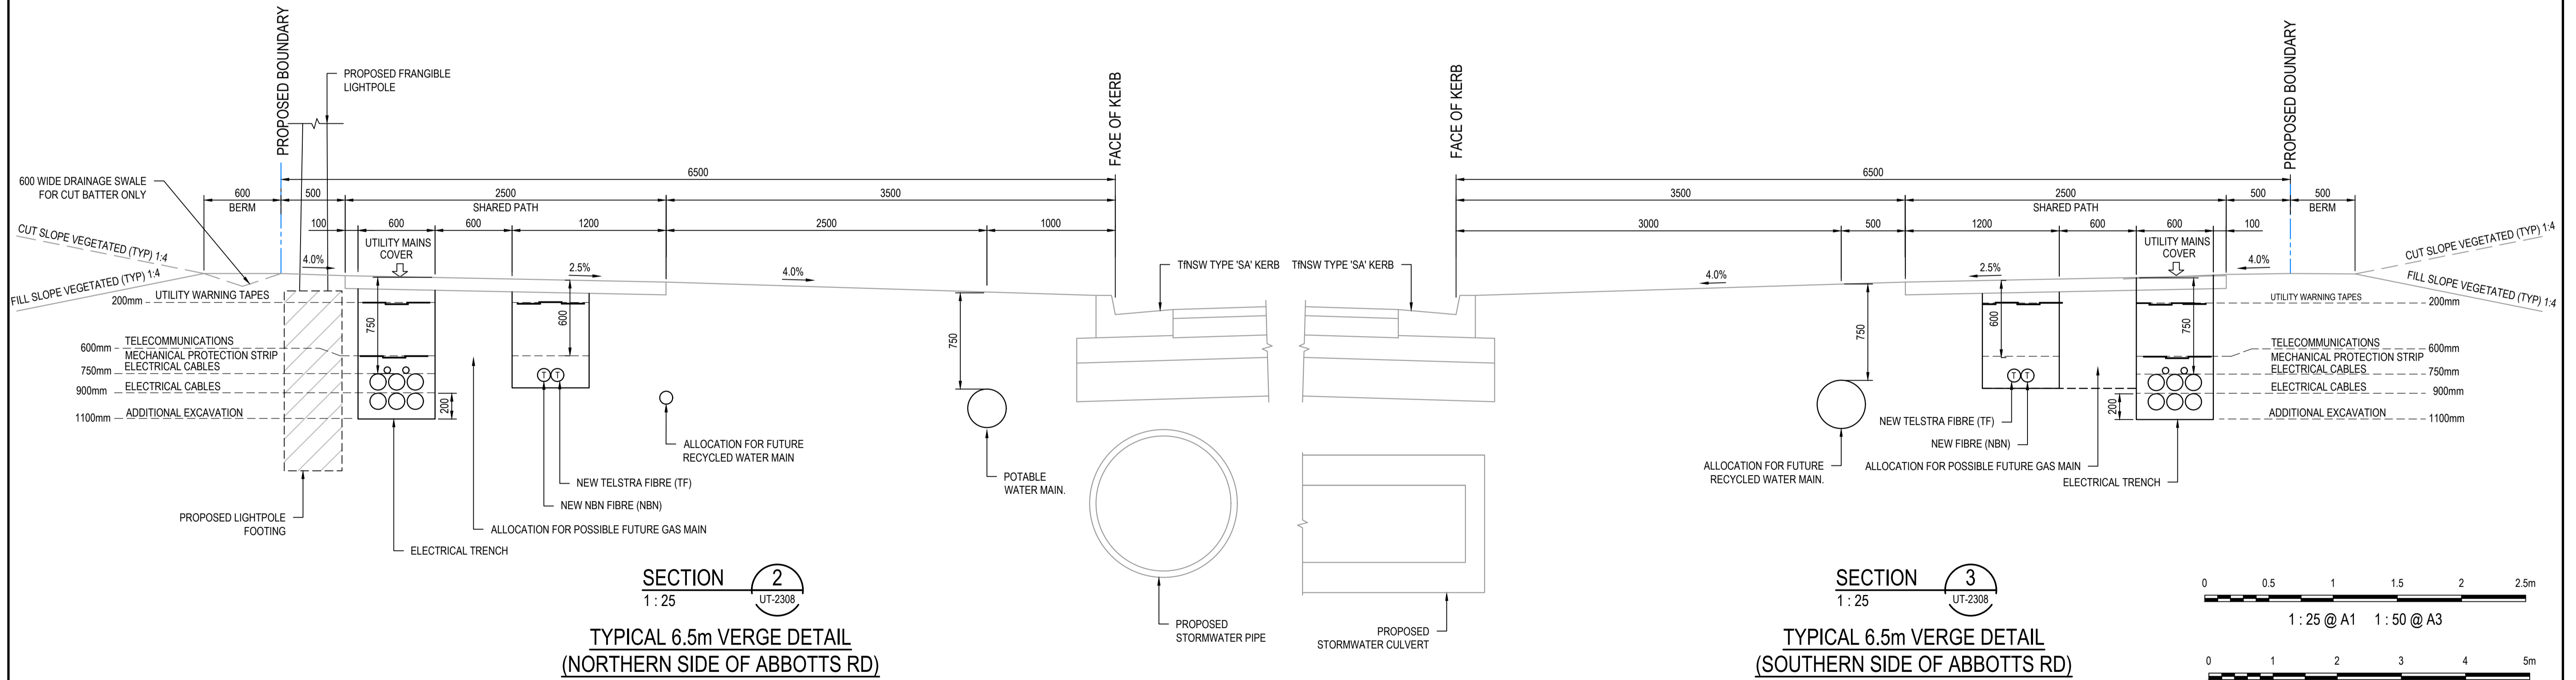 PROPOSED BOUNDARY
PROPOSED FRANGIBLE
LIGHTPOLE
FACE OF KERB
600 WIDE DRAINAGE SWALE
FOR CUT BATTER ONLY
6500
600
500
2500
3500
BERM
SHARED PATH
100
600
600
1200
2500
1000
UTILITY MAINS
COVER
CUT SLOPE VEGETATED (TYP) 1:4
FILL SLOPE VEGETATED (TYP) 1:4
4.0%
2.5%
4.0%
TfNSW TYPE 'SA' KERB
UTILITY WARNING TAPES
200mm
750
600
750
TELECOMMUNICATIONS
600mm
MECHANICAL PROTECTION STRIP
ELECTRICAL CABLES
750mm
ELECTRICAL CABLES
900mm
T T
200
ADDITIONAL EXCAVATION
1100mm
ALLOCATION FOR FUTURE
RECYCLED WATER MAIN
POTABLE
WATER MAIN.
NEW TELSTRA FIBRE (TF)
NEW NBN FIBRE (NBN)
PROPOSED LIGHTPOLE
FOOTING
ALLOCATION FOR POSSIBLE FUTURE GAS MAIN
ELECTRICAL TRENCH
PROPOSED
STORMWATER PIPE
SECTION 2
1 : 25 UT-2308
TYPICAL 6.5m VERGE DETAIL
(NORTHERN SIDE OF ABBOTTS RD)
FACE OF KERB
PROPOSED BOUNDARY
6500
3500
2500
500
500
SHARED PATH
BERM
3000
500
1200
600
600
100
UTILITY MAINS
COVER
CUT SLOPE VEGETATED (TYP) 1:4
FILL SLOPE VEGETATED (TYP) 1:4
TfNSW TYPE 'SA' KERB
4.0%
2.5%
4.0%
UTILITY WARNING TAPES
200mm
750
600
750
TELECOMMUNICATIONS
600mm
MECHANICAL PROTECTION STRIP
ELECTRICAL CABLES
750mm
ELECTRICAL CABLES
900mm
T T
200
ADDITIONAL EXCAVATION
1100mm
NEW TELSTRA FIBRE (TF)
NEW FIBRE (NBN)
ALLOCATION FOR FUTURE
RECYCLED WATER MAIN.
ALLOCATION FOR POSSIBLE FUTURE GAS MAIN
ELECTRICAL TRENCH
PROPOSED
STORMWATER CULVERT
SECTION 3
1 : 25 UT-2308
TYPICAL 6.5m VERGE DETAIL
(SOUTHERN SIDE OF ABBOTTS RD)
0 0.5 1 1.5 2 2.5m
1 : 25 @ A1 1 : 50 @ A3
0 1 2 3 4 5m